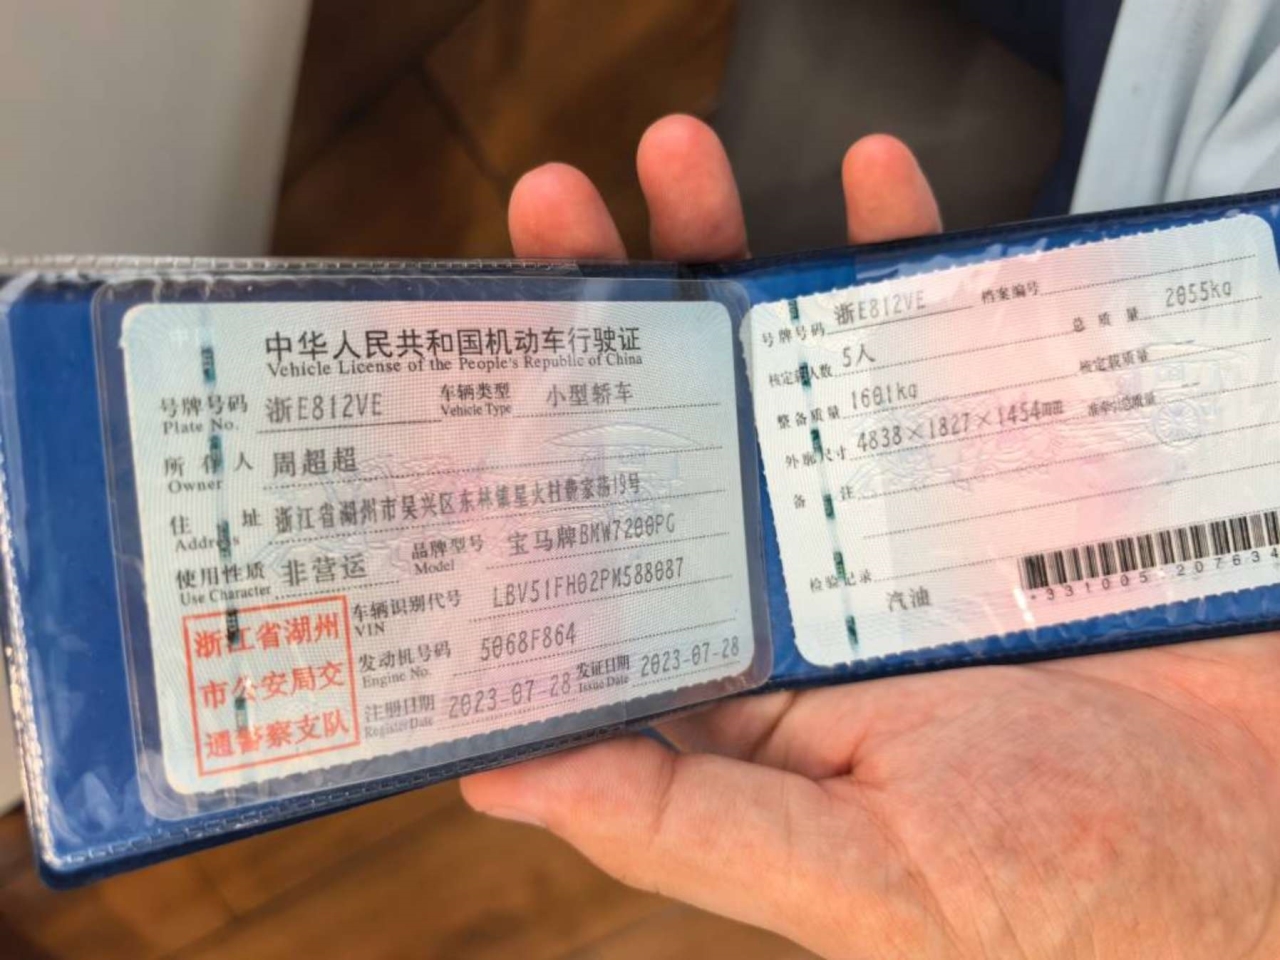 中华人民共和国机动车行驶证
Vehicle License of the People's Republic of China
号牌号码 浙E812VE 车辆类型 小型轿车
Plate No. Vehicle Type
所有人 周超超
Owner
住址 浙江省湖州市吴兴区东林镇星火村费家湾19号
Address
使用性质 非营运 品牌型号 宝马牌BMW7200PG
Use Character Model
车辆识别代号 LBV51FH02PM588087
VIN
发动机号码 5068F864
Engine No.
注册日期 2023-07-28 发证日期 2023-07-28
Register Date Issue Date
浙江省湖州
市公安局交
通警察支队
号牌号码 浙E812VE 档案编号
核定载人数 5人 总质量 2055kg
整备质量 1601kg 核定载质量
外廓尺寸 4838×1827×1454mm 准牵引总质量
备注
检验记录
汽油
*331005 207634